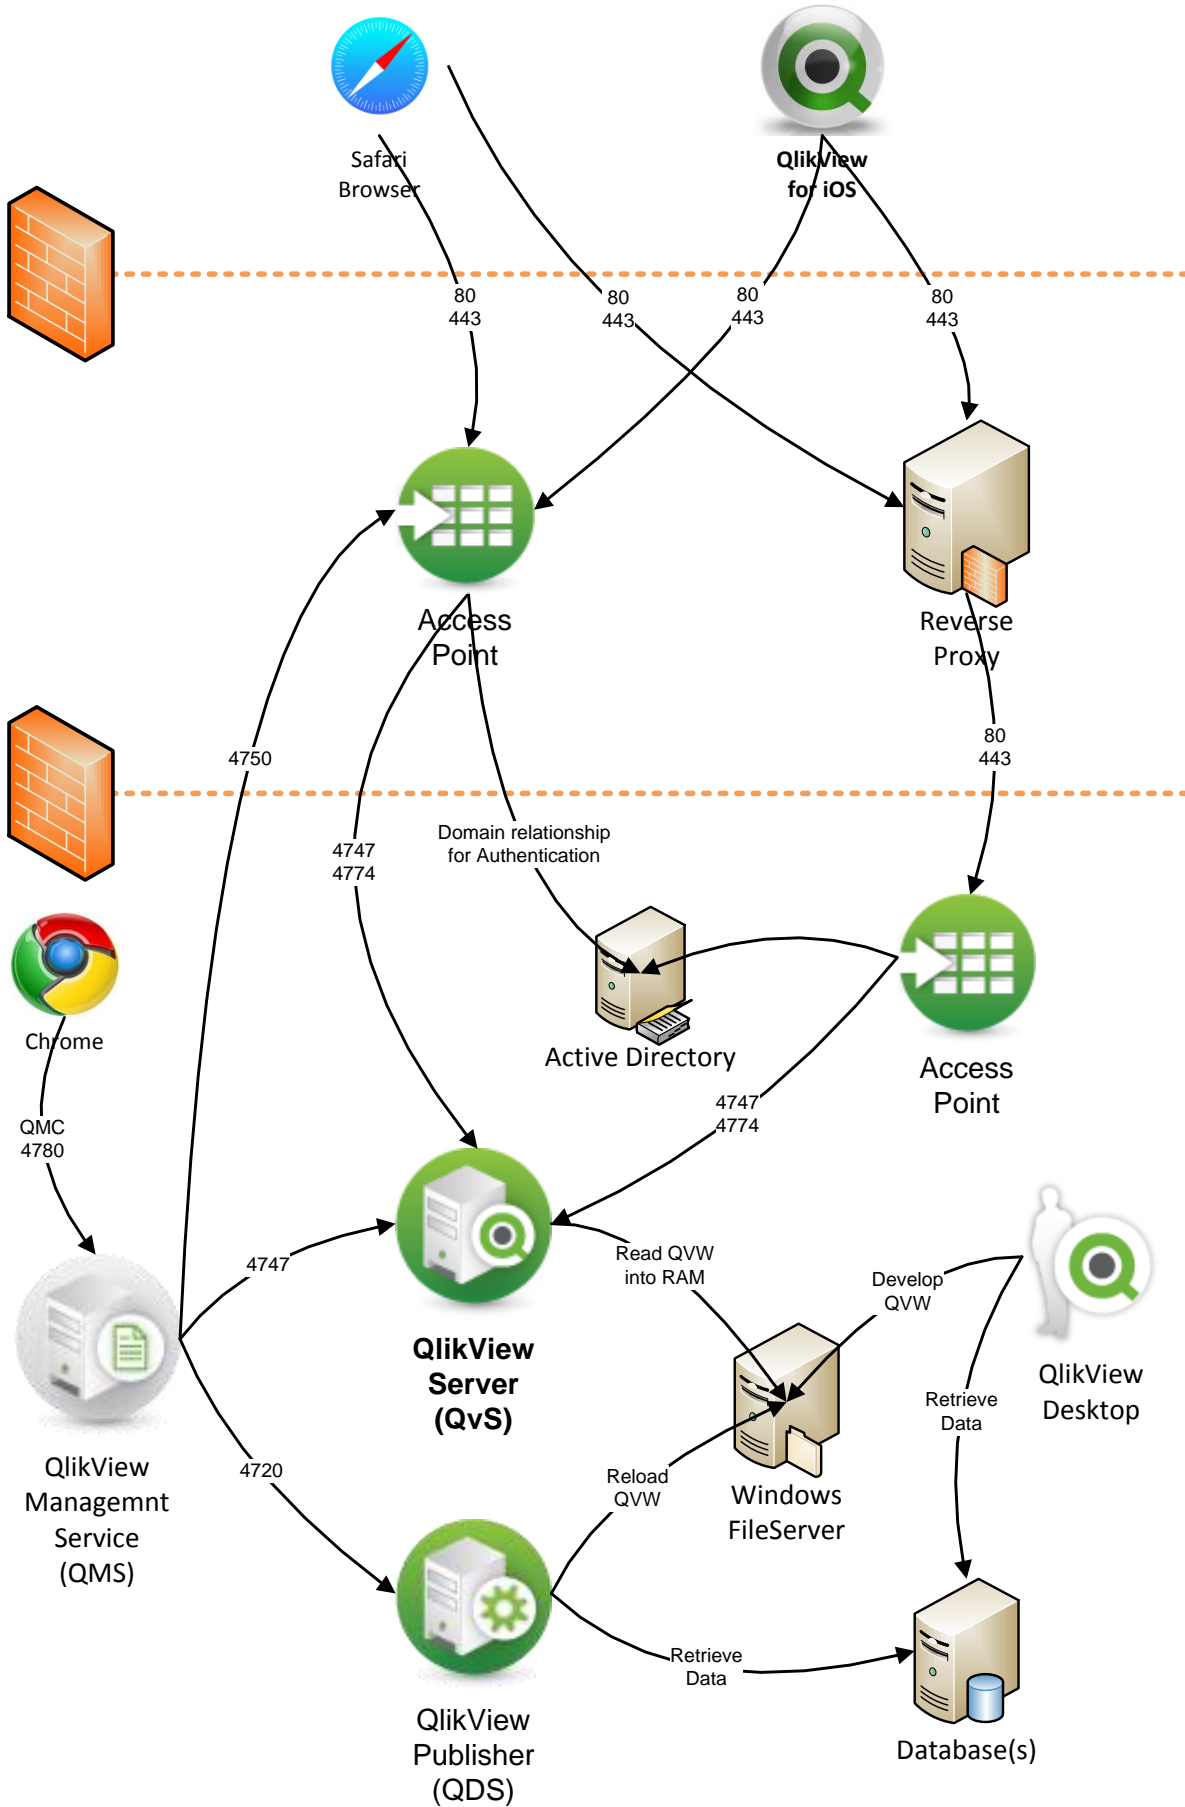 Safari
Browser
QlikView
for iOS
80
443
80
443
80
443
80
443
Access
Point
Reverse
Proxy
4750
80
443
4747
4774
Domain relationship
for Authentication
Chrome
Active Directory
Access
Point
QMC
4780
4747
4774
4747
Read QVW
into RAM
Develop
QVW
QlikView
Server
(QvS)
QlikView
Desktop
Retrieve
Data
QlikView
Managemnt
Service
(QMS)
4720
Reload
QVW
Windows
FileServer
Retrieve
Data
QlikView
Publisher
(QDS)
Database(s)